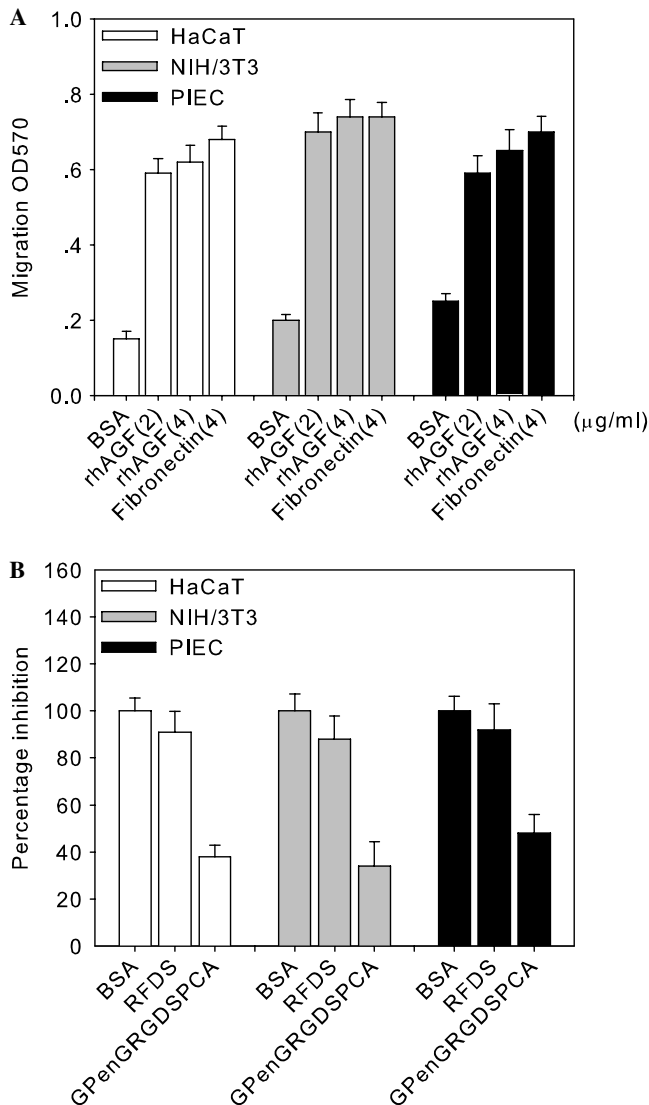 A
1.0
.8
.6
.4
.2
0.0
Migration OD570
HaCaT
NIH/3T3
PIEC
BSA
rhAGF(2)
rhAGF(4)
Fibronectin(4)
BSA
rhAGF(2)
rhAGF(4)
Fibronectin(4)
BSA
rhAGF(2)
rhAGF(4)
Fibronectin(4)
(μg/ml)
B
160
140
120
100
80
60
40
20
0
Percentage inhibition
HaCaT
NIH/3T3
PIEC
BSA
RFDS
GPenGRGDSPCA
BSA
RFDS
GPenGRGDSPCA
BSA
RFDS
GPenGRGDSPCA